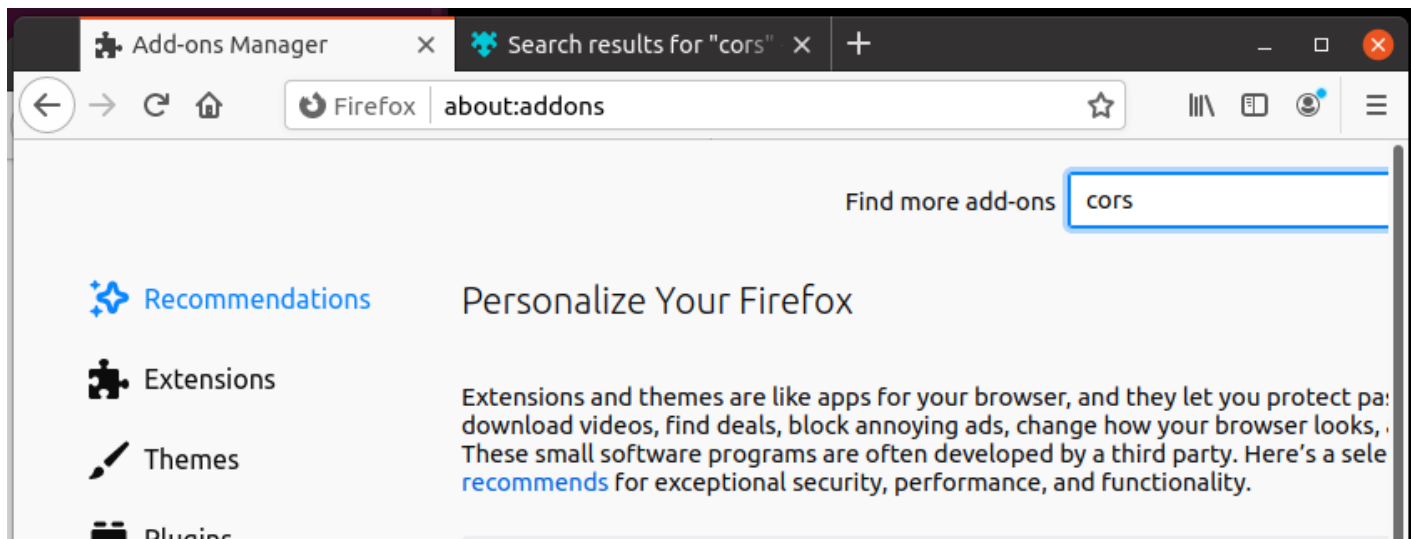 Add-ons Manager
Search results for "cors"
Firefox
about:addons
Find more add-ons
cors
Recommendations
Personalize Your Firefox
Extensions
Extensions and themes are like apps for your browser, and they let you protect
download videos, find deals, block annoying ads, change how your browser looks,
Themes
These small software programs are often developed by a third party. Here's a
recommends for exceptional security, performance, and functionality.
Plugins